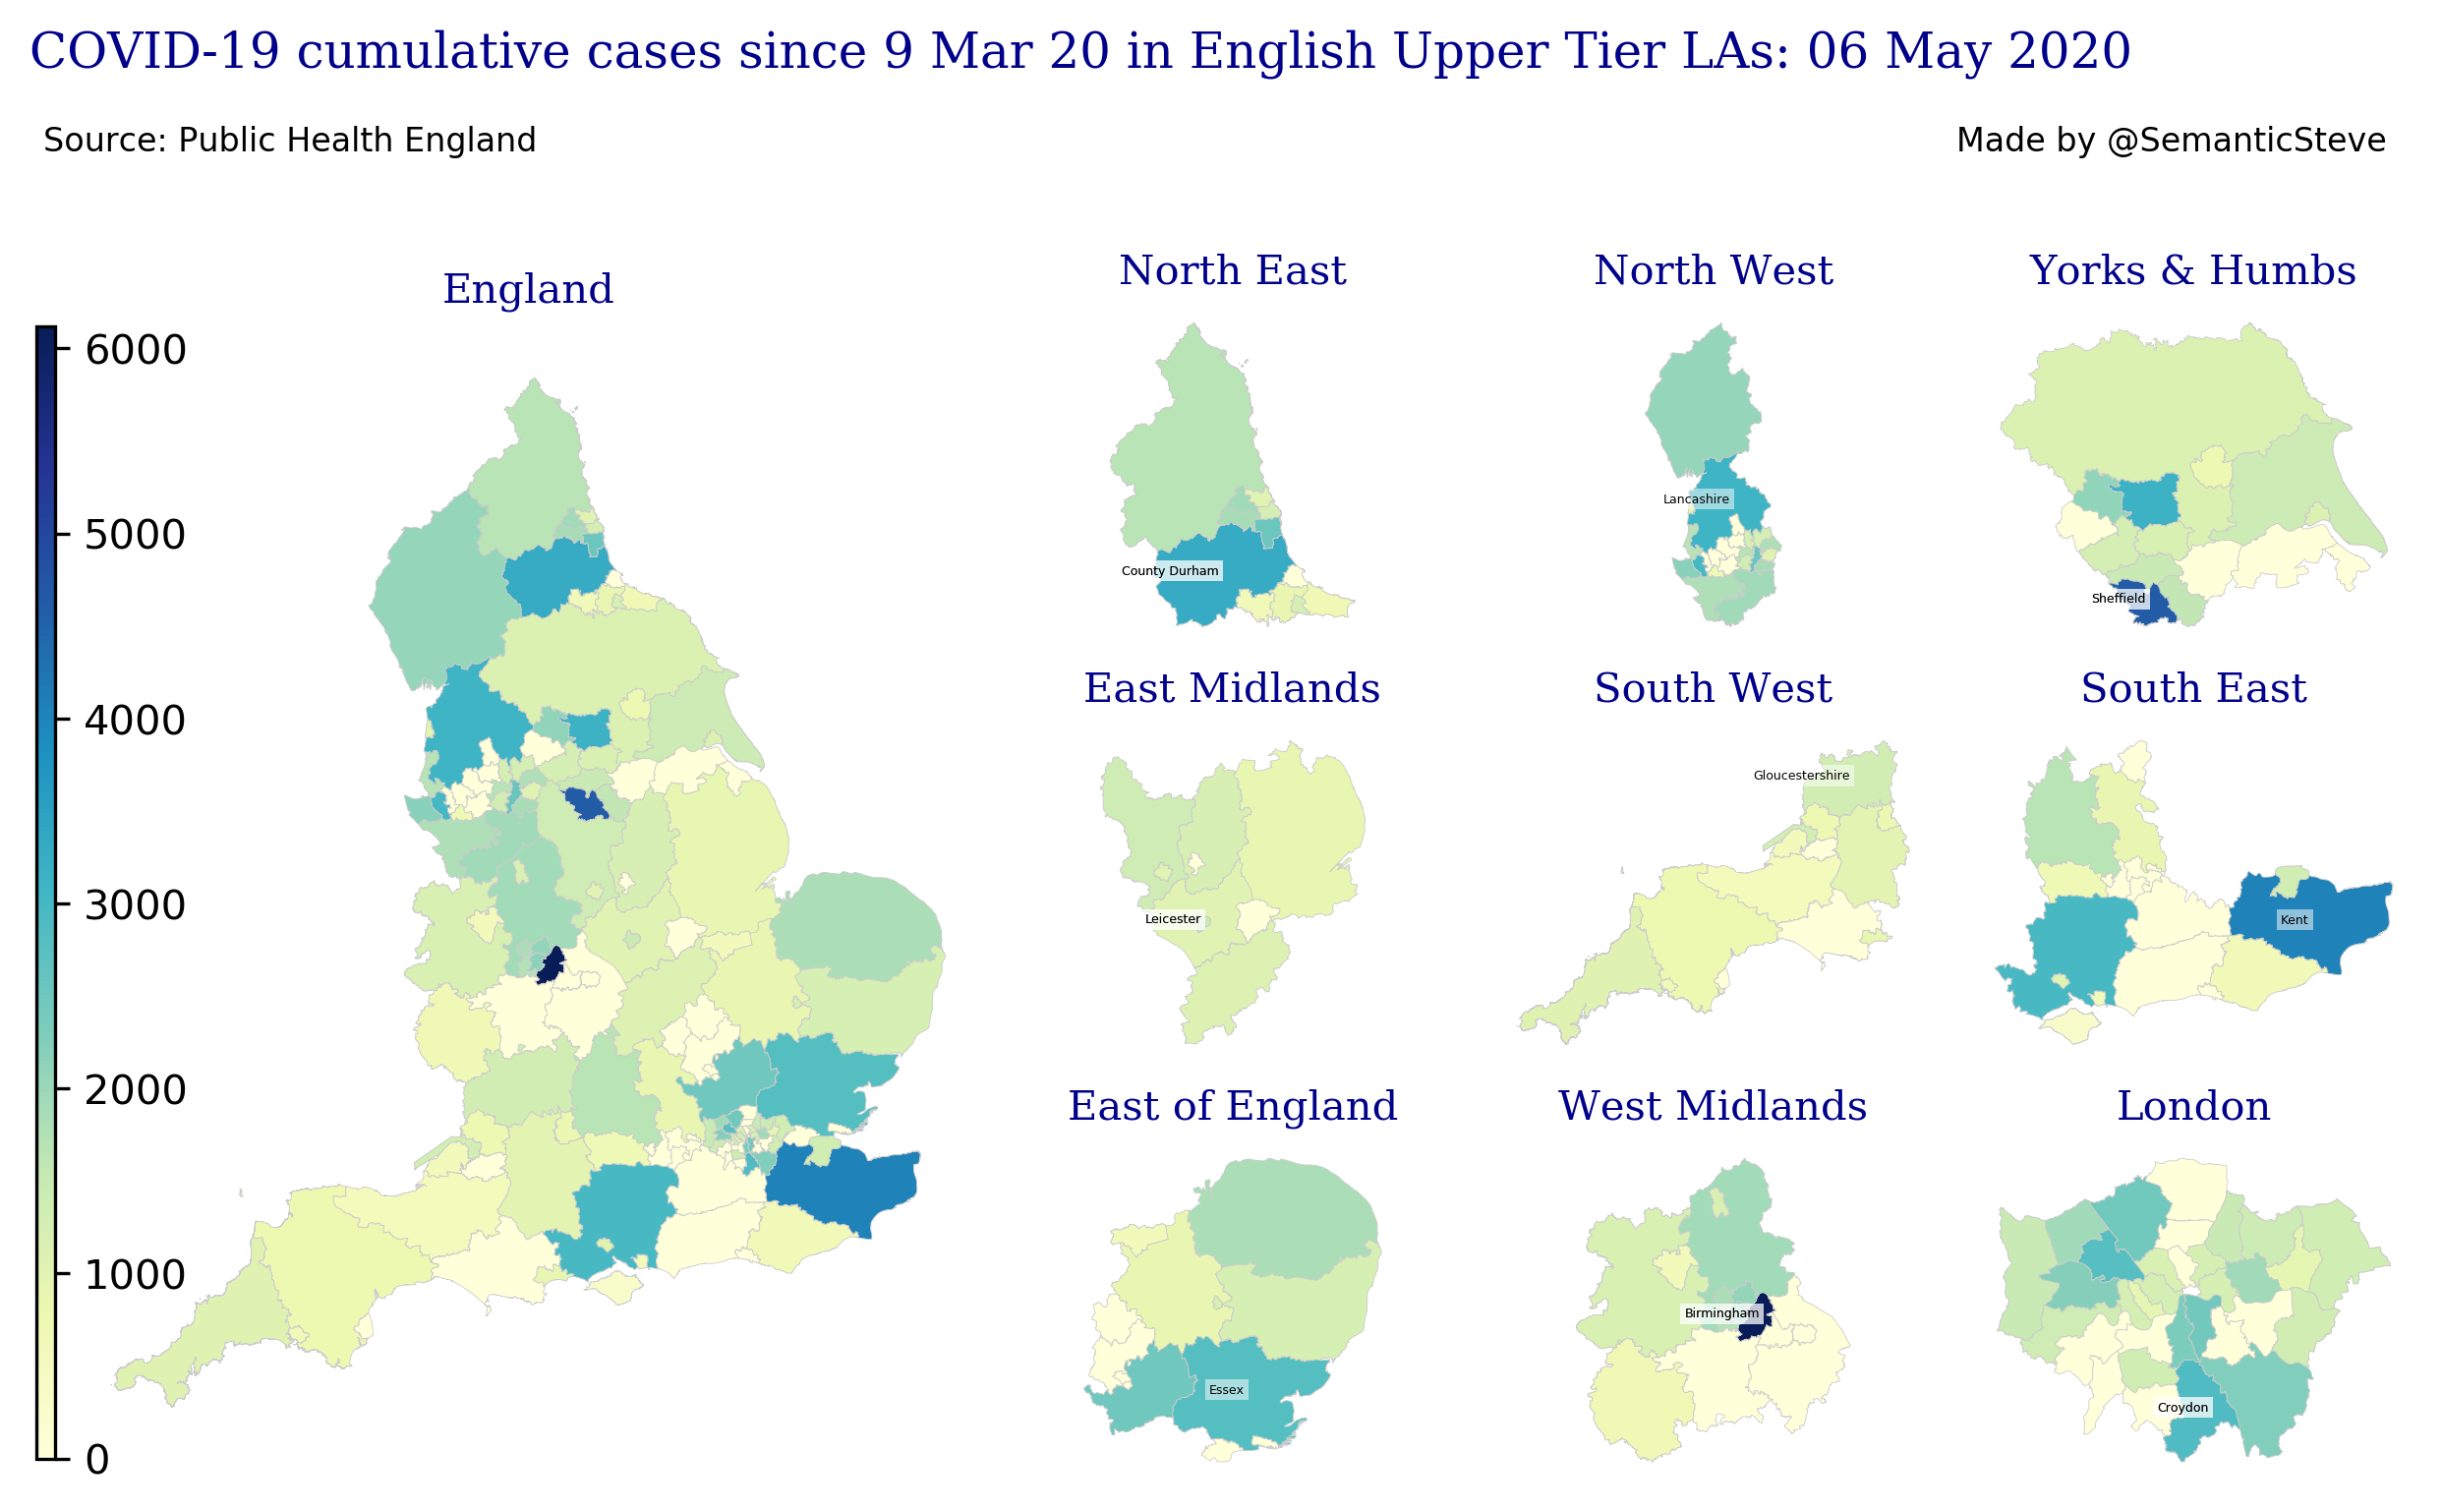 COVID-19 cumulative cases since 9 Mar 20 in English Upper Tier LAs: 06 May 2020
Source: Public Health England
Made by @SemanticSteve
England
6000
5000
4000
3000
2000
1000
0
North East
County Durham
North West
Lancashire
Yorks & Humbs
Sheffield
East Midlands
Leicester
South West
Gloucestershire
South East
Kent
East of England
Essex
West Midlands
Birmingham
London
Croydon